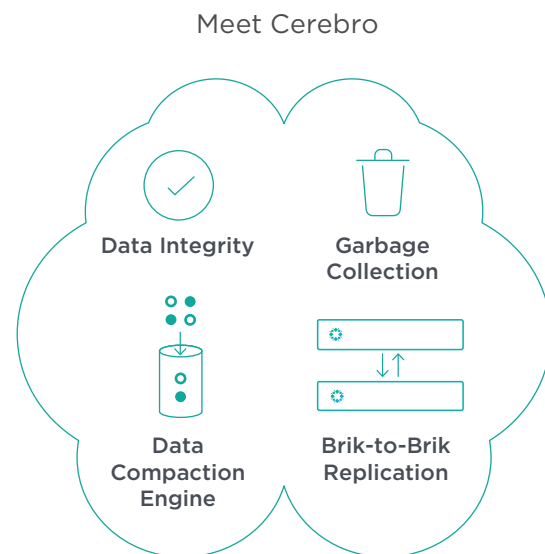 Meet Cerebro
Data Integrity
Garbage
Collection
Data
Compaction
Engine
Brik-to-Brik
Replication